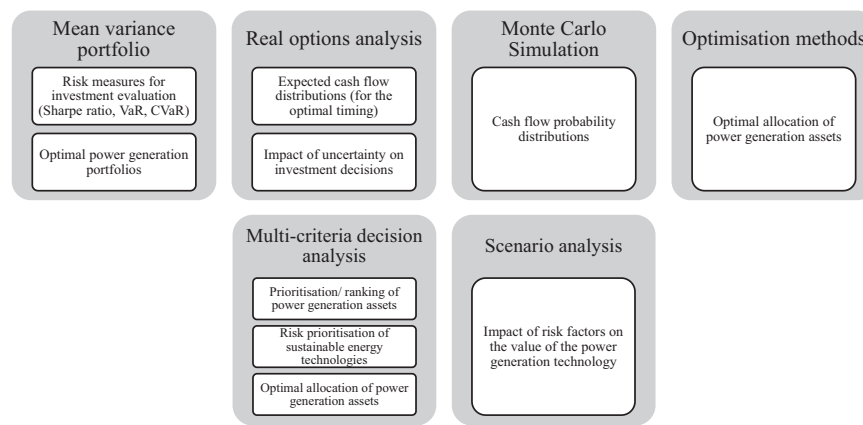 Mean variance
portfolio
Risk measures for
investment evaluation
(Sharpe ratio, VaR, CVaR)
Optimal power generation
portfolios
Real options analysis
Expected cash flow
distributions (for the
optimal timing)
Impact of uncertainty on
investment decisions
Monte Carlo
Simulation
Cash flow probability
distributions
Optimisation methods
Optimal allocation of
power generation assets
Multi-criteria decision
analysis
Prioritisation/ ranking of
power generation assets
Risk prioritisation of
sustainable energy
technologies
Optimal allocation of power
generation assets
Scenario analysis
Impact of risk factors on
the value of the power
generation technology